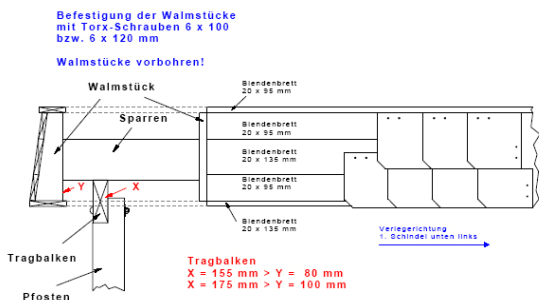 Befestigung der Walmstücke
mit Torx-Schrauben 6 x 100
bzw. 6 x 120 mm
Walmstücke vorbohren!
Walmstück
Sparren
Blendenbrett
20 x 95 mm
Blendenbrett
20 x 95 mm
Blendenbrett
20 x 135 mm
Blendenbrett
20 x 95 mm
Blendenbrett
20 x 135 mm
Y
X
Verlegerichtung
1. Schindel unten links
Tragbalken
Pfosten
Tragbalken
X = 155 mm > Y = 80 mm
X = 175 mm > Y = 100 mm